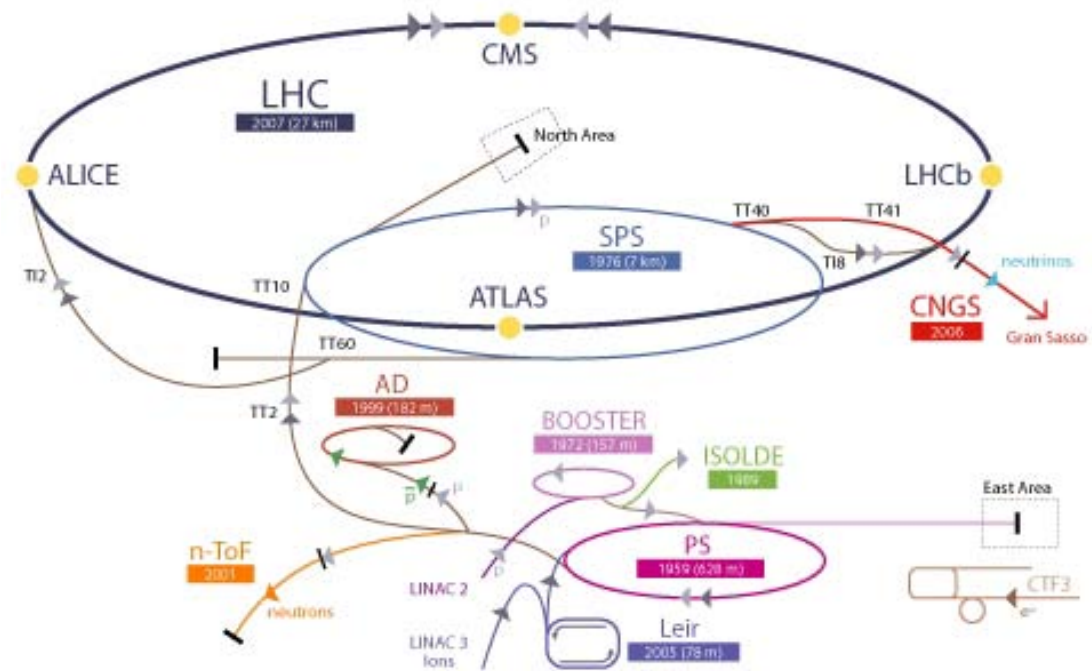 CMS
LHC
2007 (27 km)
North Area
ALICE
LHCb
TT40
TT41
SPS
1976 (7 km)
p
TI8
neutrinos
TI2
TT10
ATLAS
CNGS
2006
Gran Sasso
TT60
AD
1999 (182 m)
TT2
BOOSTER
1972 (157 m)
ISOLDE
1989
East Area
p̄
p
n-ToF
2001
PS
1959 (628 m)
p
LINAC 2
CTF3
e-
neutrons
LINAC 3
Ions
Leir
2005 (78 m)